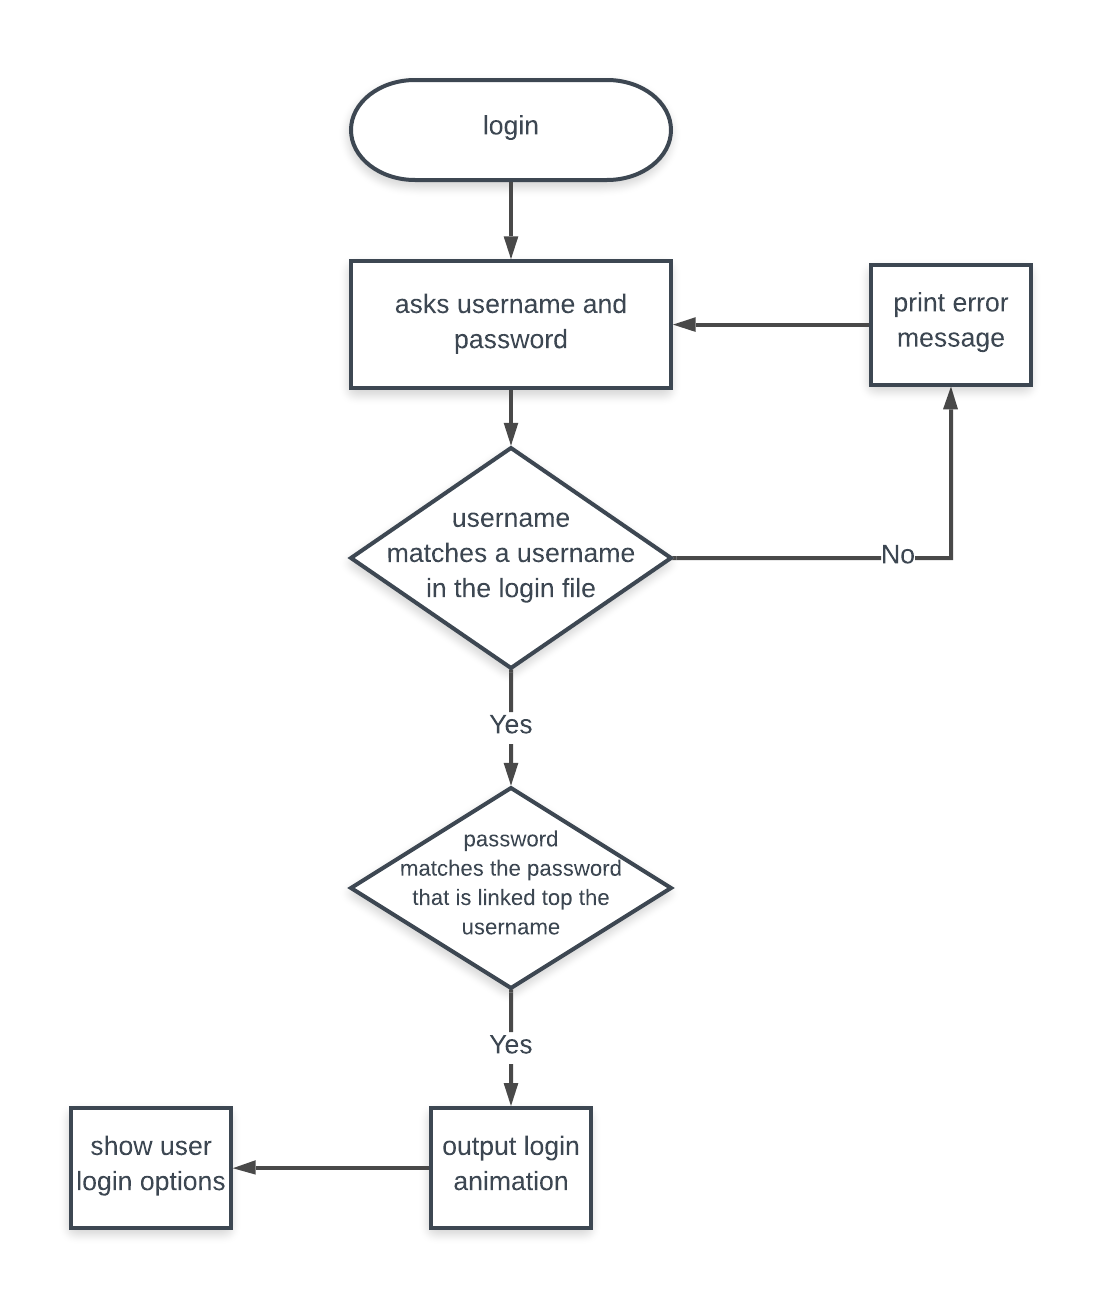 login
asks username and
password
print error
message
username
matches a username
in the login file
No
Yes
password
matches the password
that is linked top the
username
Yes
show user
login options
output login
animation